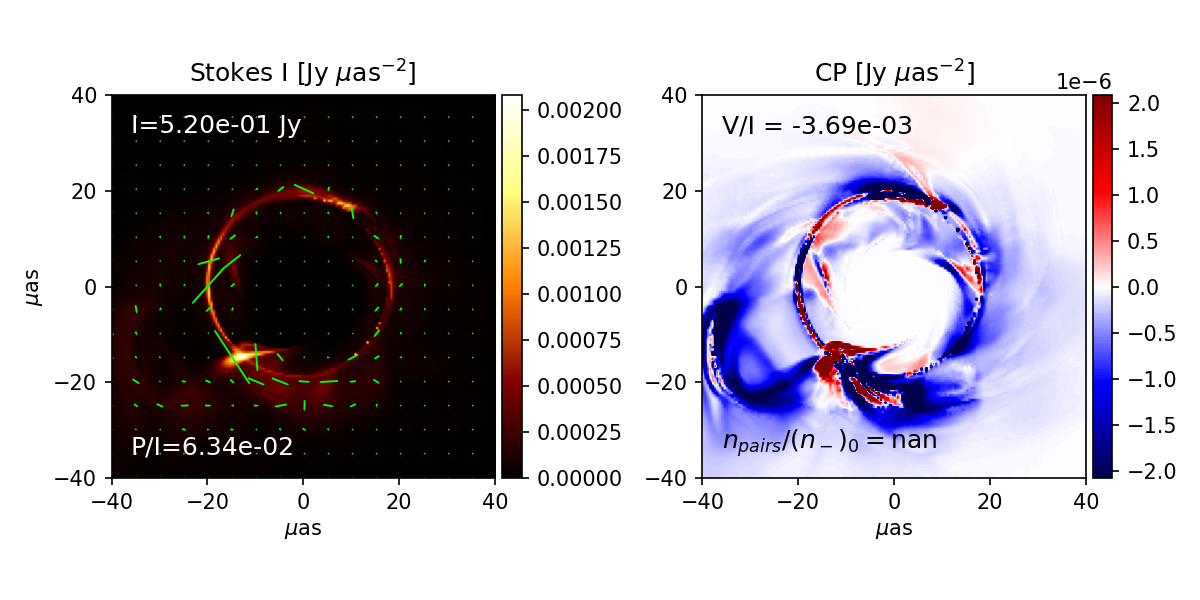 Stokes I [Jy μas⁻²]
I=5.20e-01 Jy
P/I=6.34e-02
40
20
0
−20
−40
μas
−40 −20 0 20 40
μas
0.00200
0.00175
0.00150
0.00125
0.00100
0.00075
0.00050
0.00025
0.00000
CP [Jy μas⁻²]
1e−6
V/I = -3.69e-03
n_pairs/(n_−)_0 = nan
40
20
0
−20
−40
−40 −20 0 20 40
μas
2.0
1.5
1.0
0.5
0.0
−0.5
−1.0
−1.5
−2.0